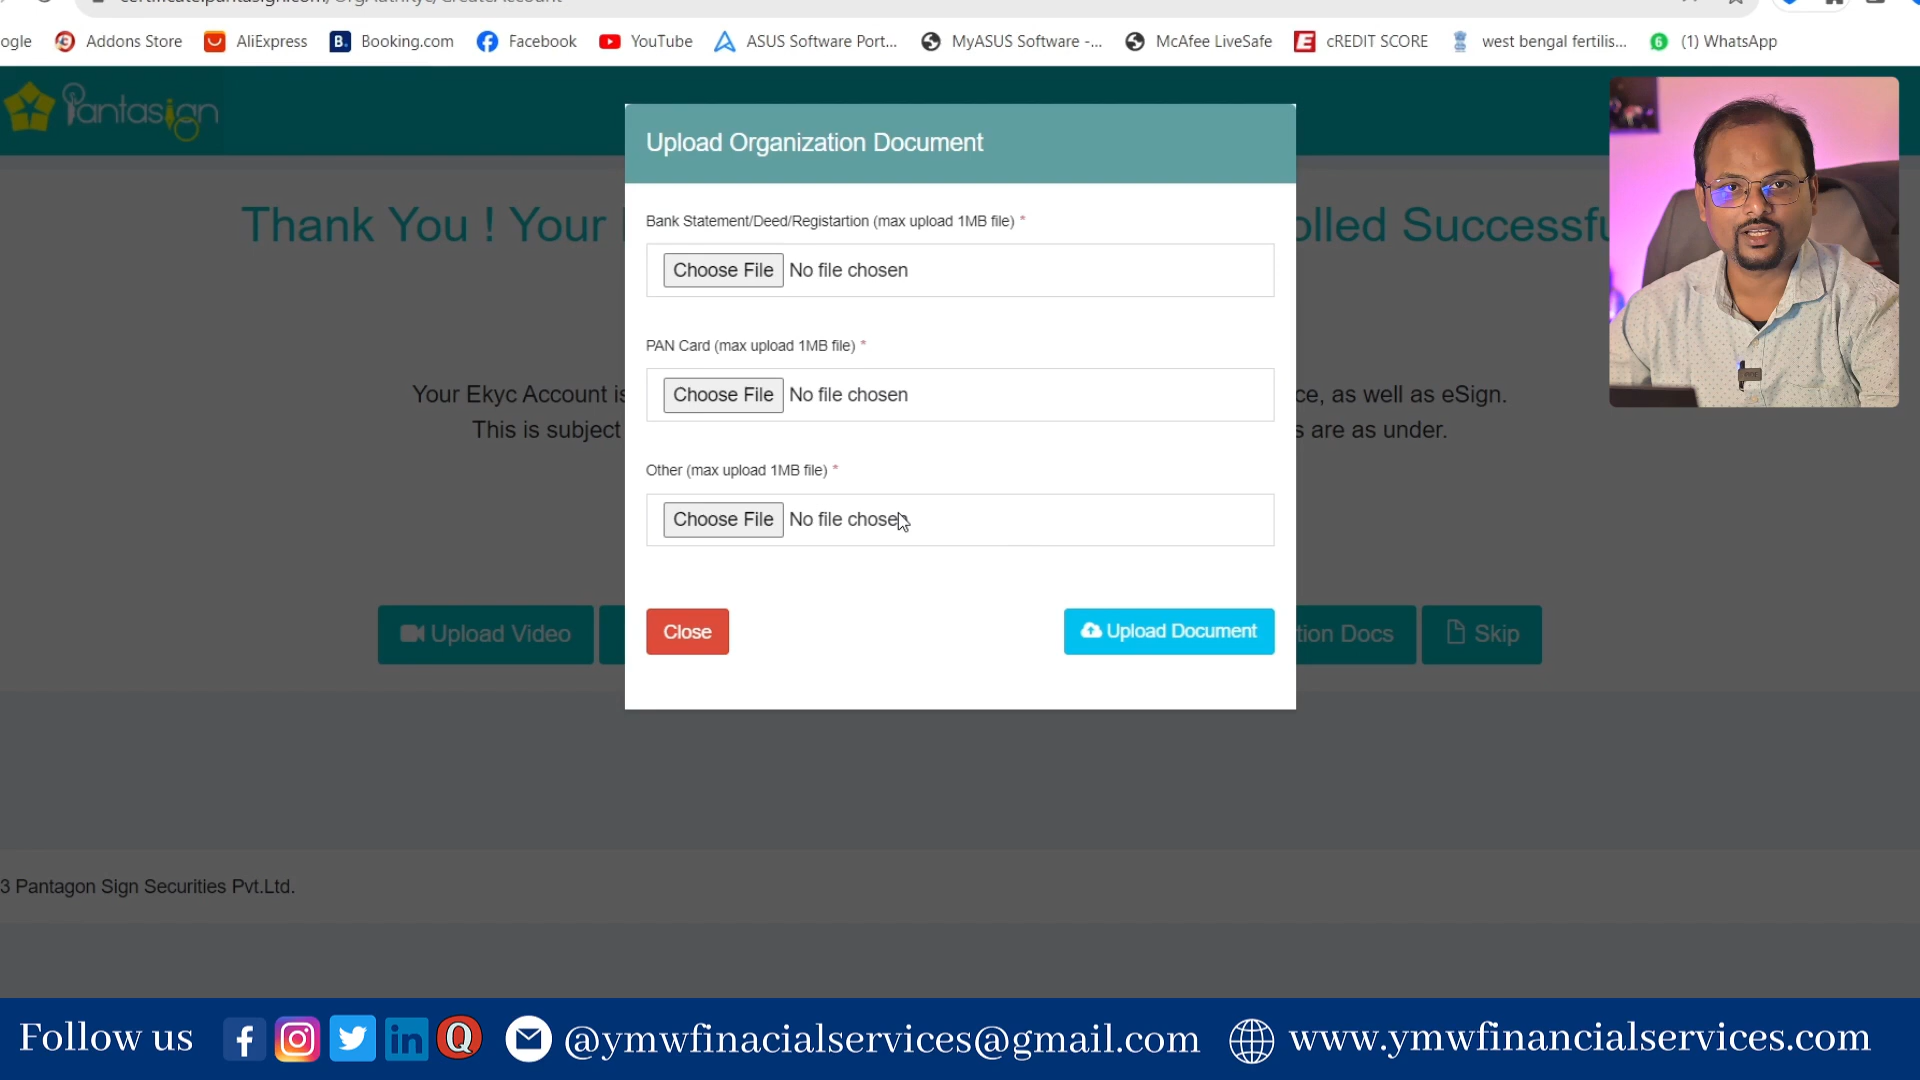 ogle Addons Store AliExpress B. Booking.com Facebook YouTube ASUS Software Port... MyASUS Software -... McAfee LiveSafe E cREDIT SCORE west bengal fertilis... 6 (1) WhatsApp
Pantasign
Upload Organization Document
Thank You ! Your
olled Successfu
Bank Statement/Deed/Registartion (max upload 1MB file) *
Choose File No file chosen
PAN Card (max upload 1MB file) *
Choose File No file chosen
Your Ekyc Account is
ce, as well as eSign.
This is subject
s are as under.
Other (max upload 1MB file) *
Choose File No file chosen
Close
Upload Document
Upload Video
tion Docs
Skip
3 Pantagon Sign Securities Pvt.Ltd.
Follow us @ymwfinacialservices@gmail.com www.ymwfinancialservices.com